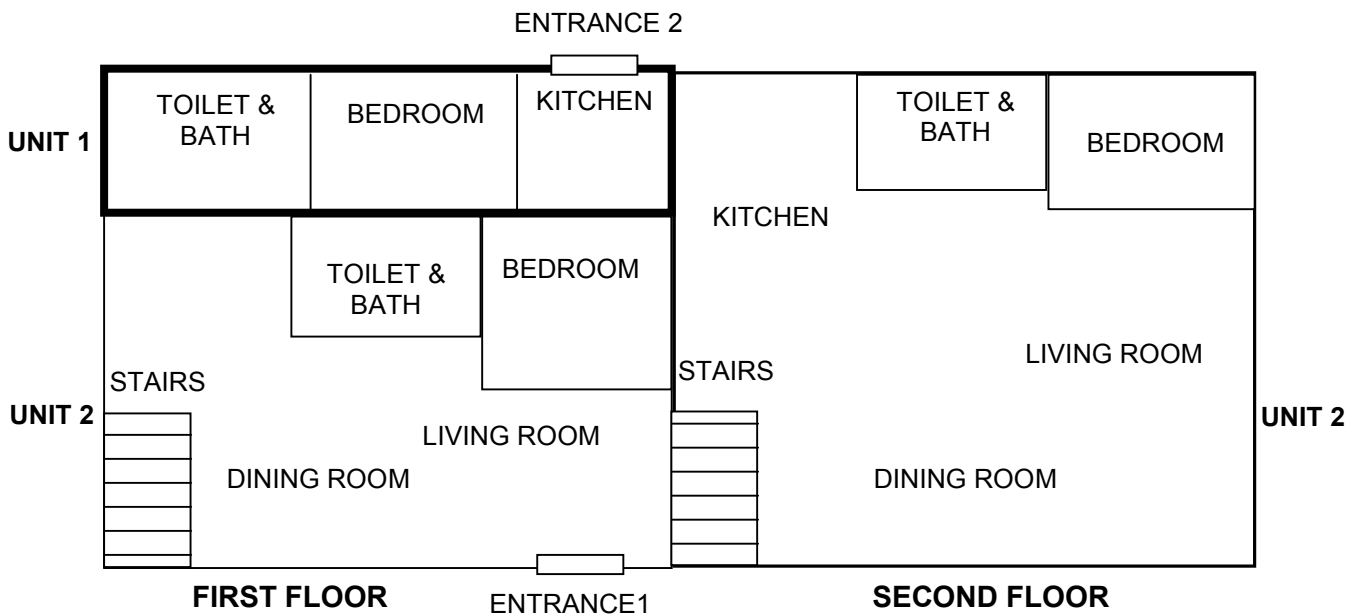 ENTRANCE 2
UNIT 1
TOILET &
BATH
BEDROOM
KITCHEN
TOILET &
BATH
BEDROOM
KITCHEN
TOILET &
BATH
BEDROOM
STAIRS
UNIT 2
LIVING ROOM
DINING ROOM
STAIRS
LIVING ROOM
DINING ROOM
UNIT 2
FIRST FLOOR
ENTRANCE1
SECOND FLOOR